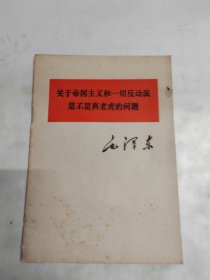 关于帝国主义和一切反动派
是不是真老虎的问题
毛泽东